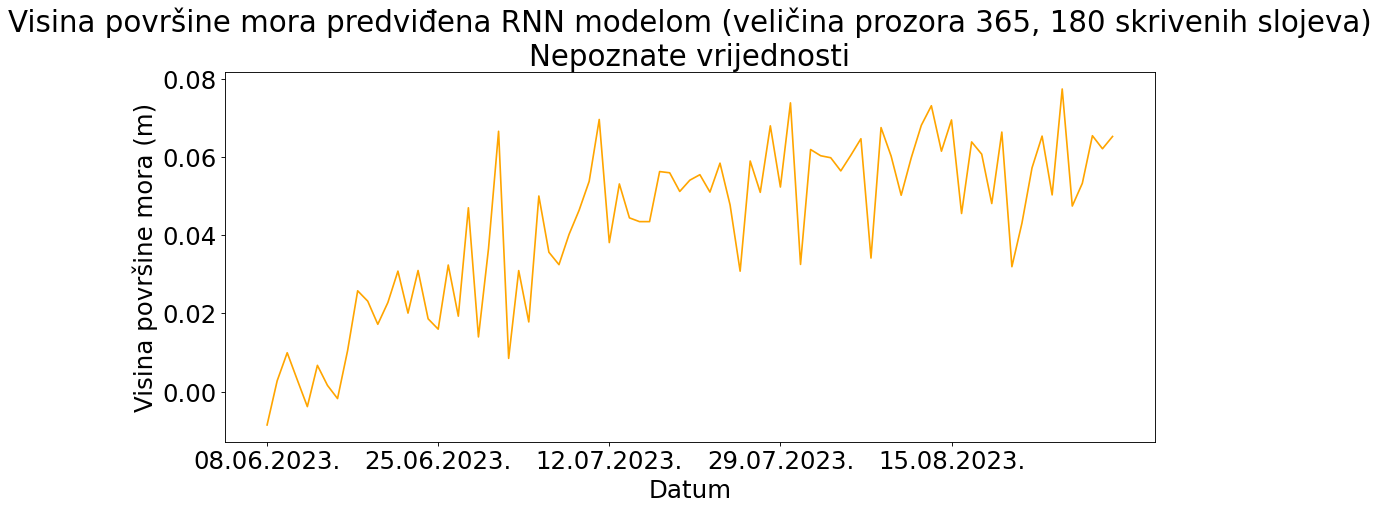 Visina površine mora predviđena RNN modelom (veličina prozora 365, 180 skrivenih slojeva)
Nepoznate vrijednosti
Visina površine mora (m)
0.08
0.06
0.04
0.02
0.00
08.06.2023. 25.06.2023. 12.07.2023. 29.07.2023. 15.08.2023.
Datum